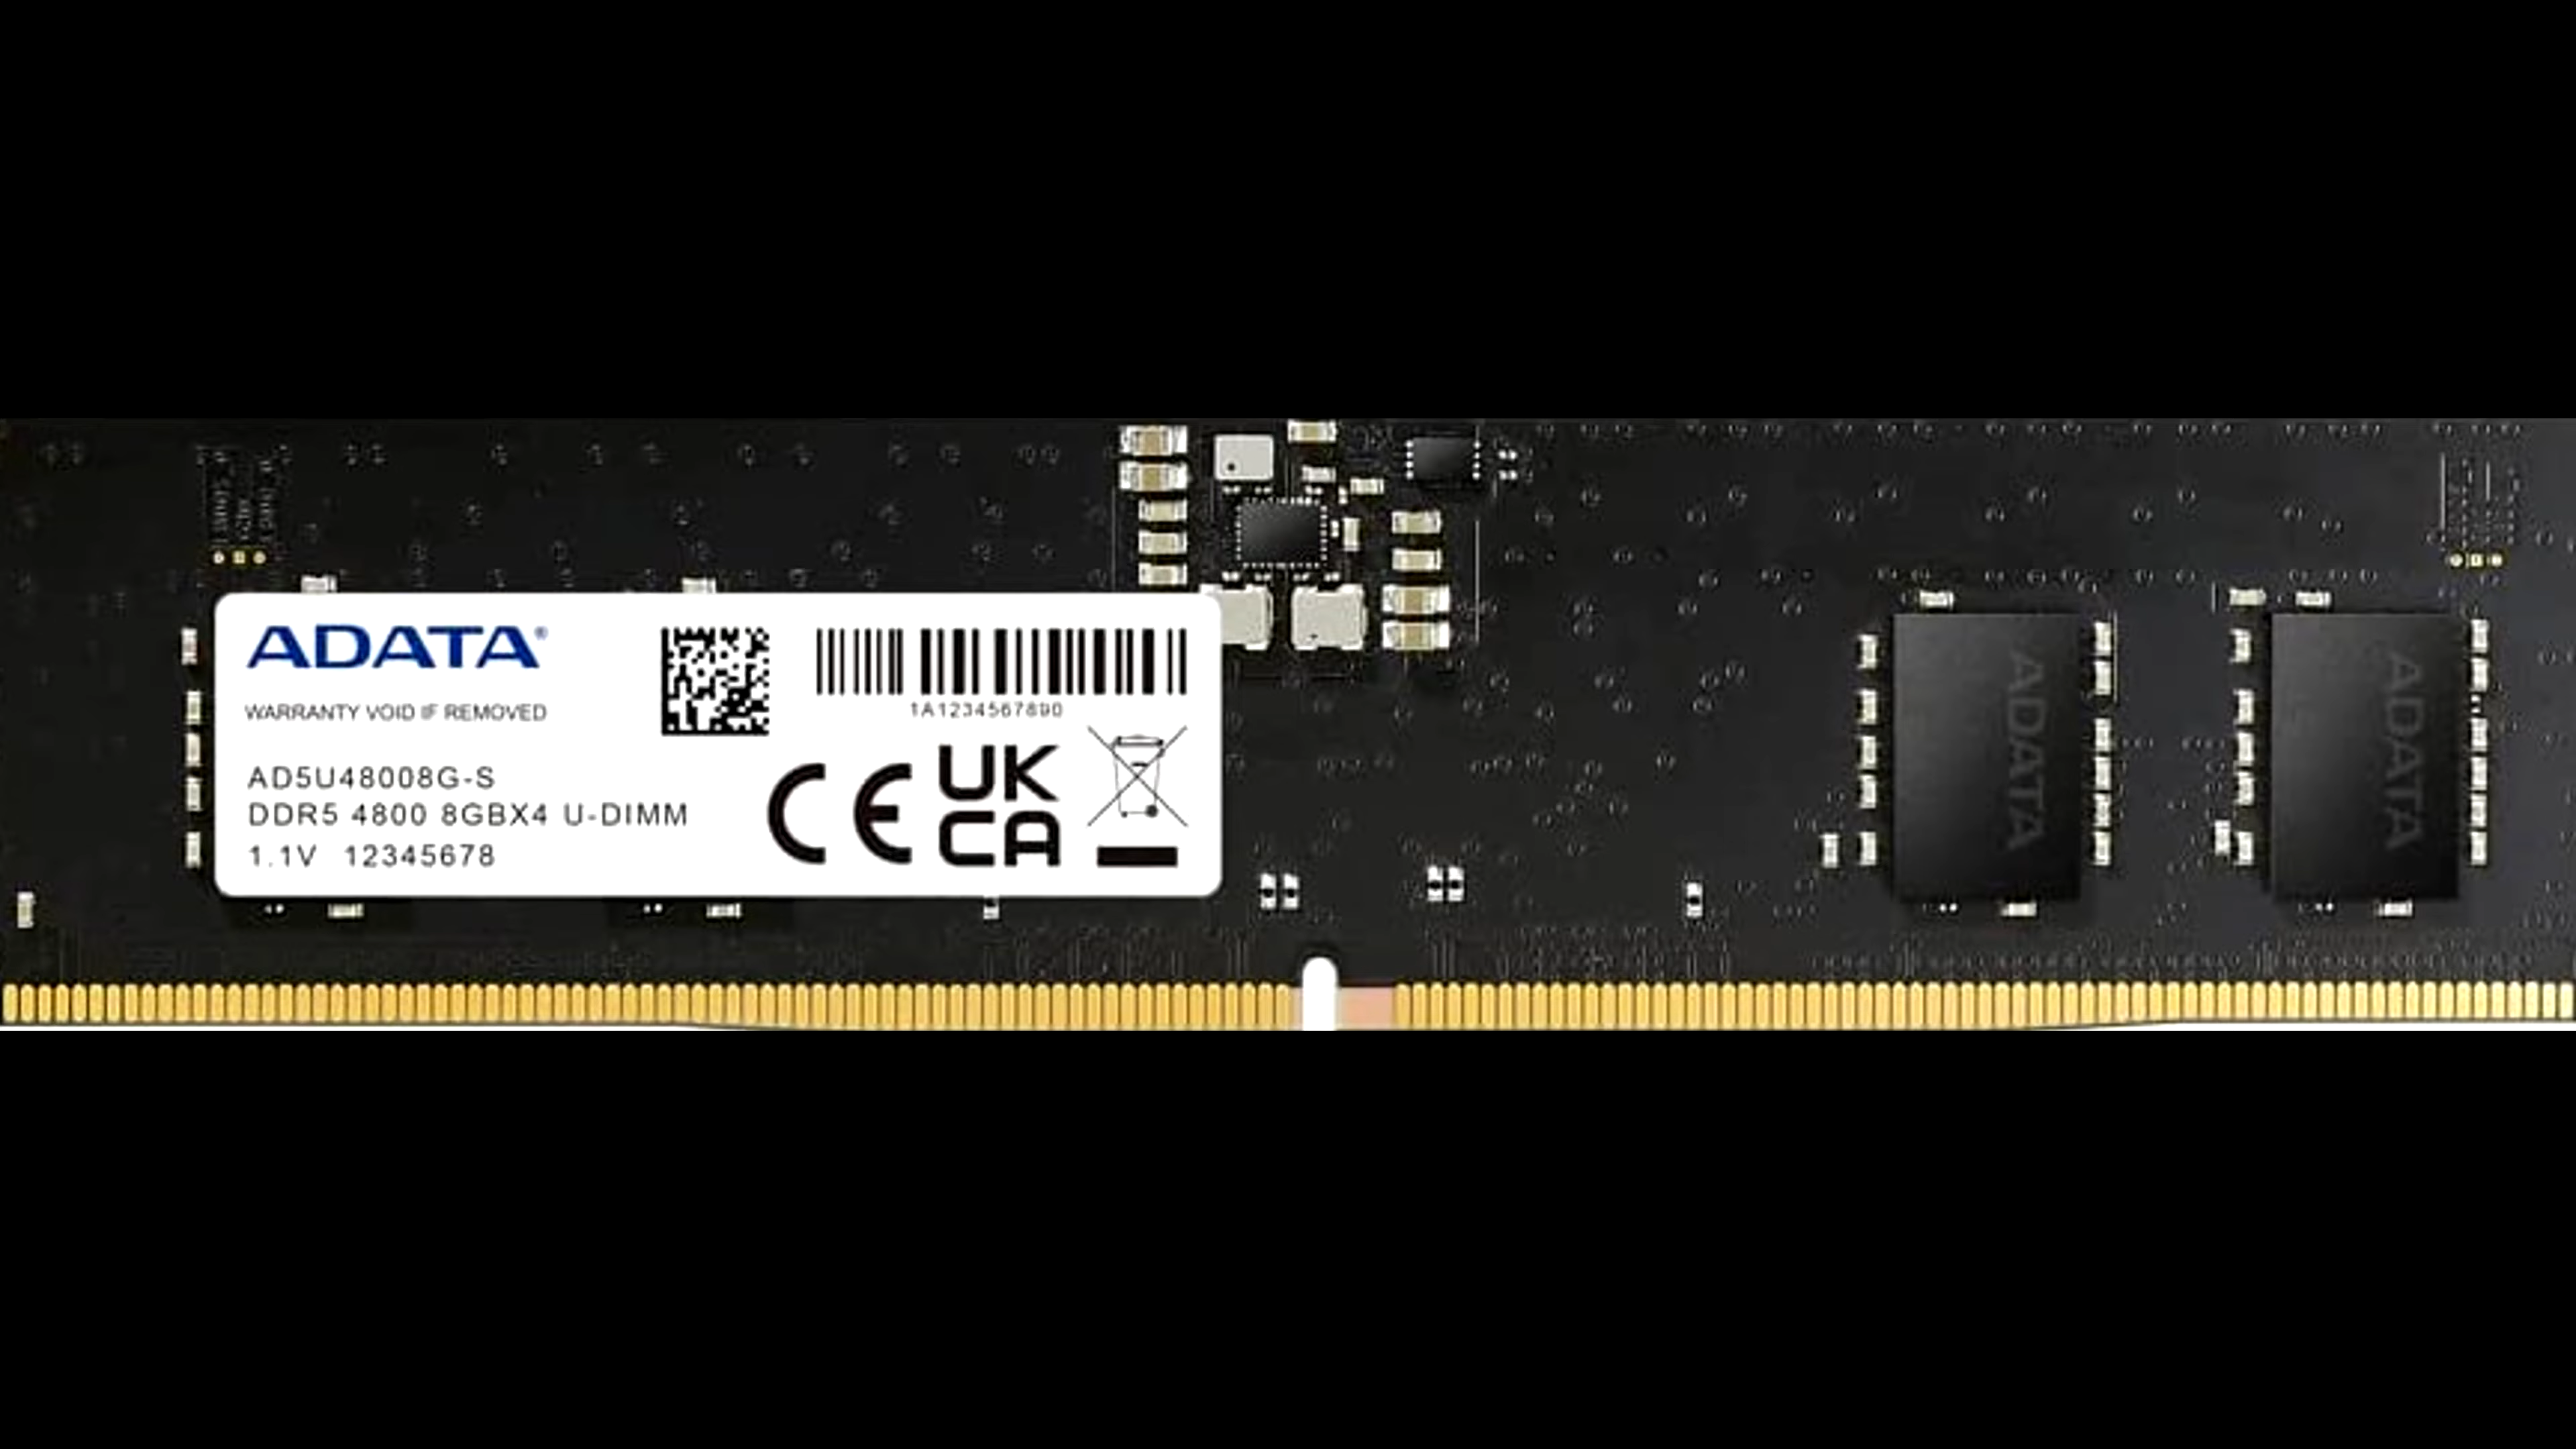 ADATA®
WARRANTY VOID IF REMOVED
AD5U48008G-S
DDR5 4800 8GBX4 U-DIMM
1.1V 12345678
1A1234567890
CE
UK
CA
ADATA
ADATA